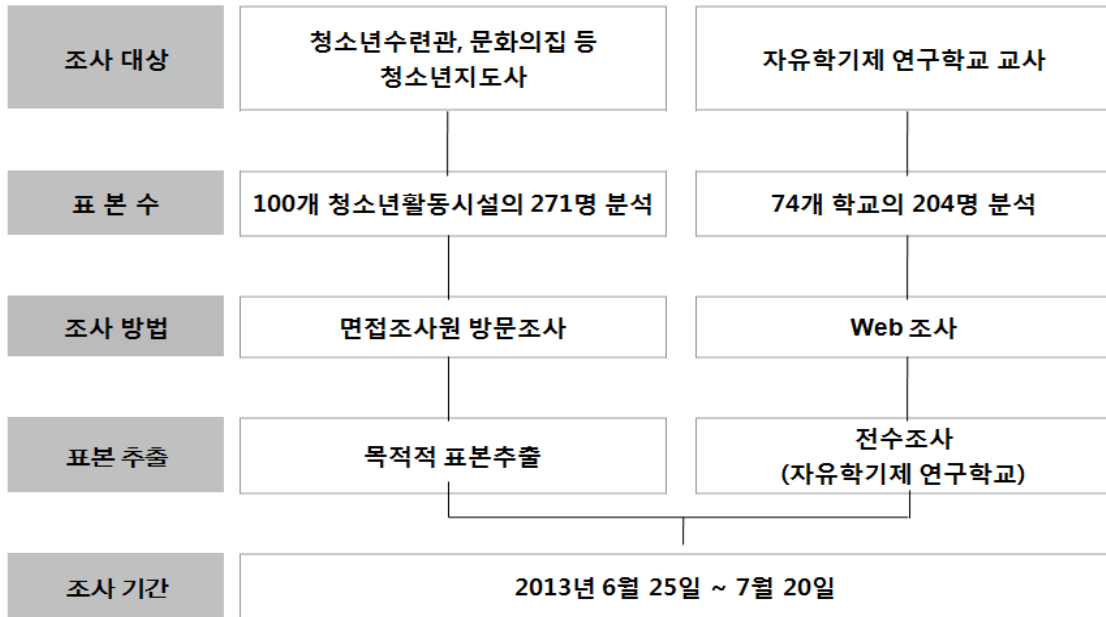 조사 대상
청소년수련관, 문화의집 등
청소년지도사
자유학기제 연구학교 교사
표 본 수
100개 청소년활동시설의 271명 분석
74개 학교의 204명 분석
조사 방법
면접조사원 방문조사
Web 조사
표본 추출
목적적 표본추출
전수조사
(자유학기제 연구학교)
조사 기간
2013년 6월 25일 ~ 7월 20일